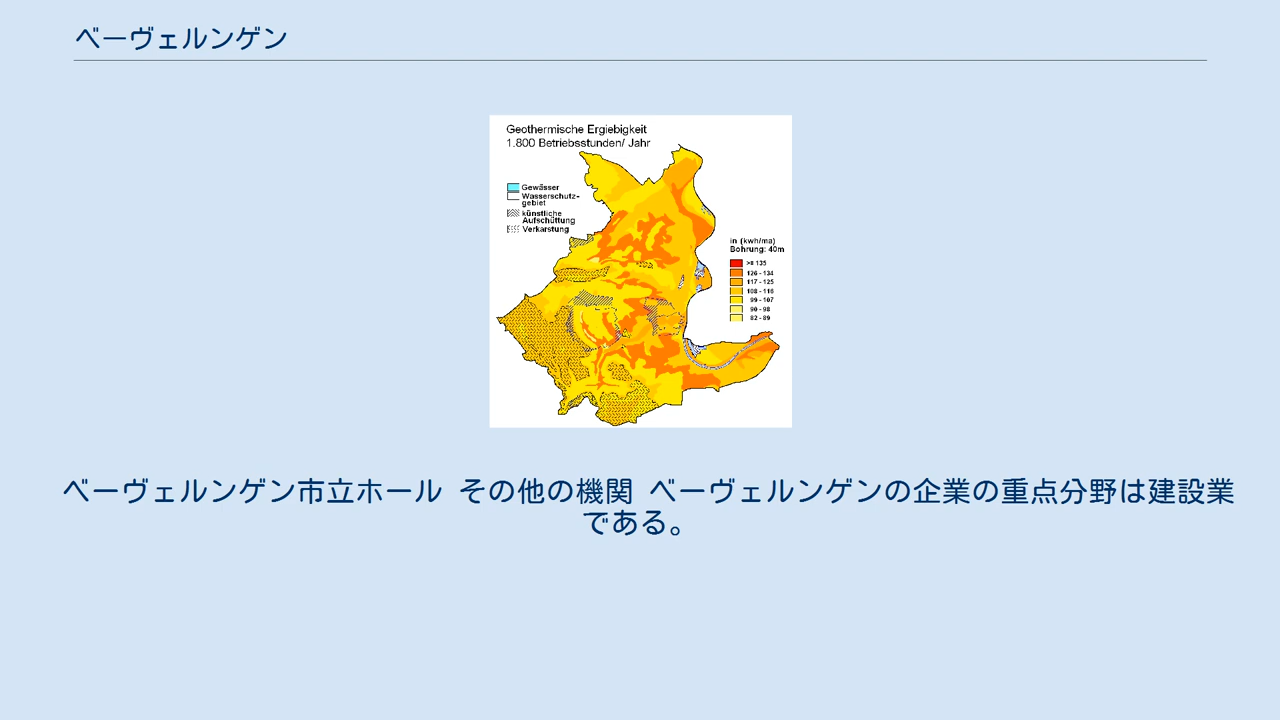 ベーヴェルンゲン
Geothermische Ergiebigkeit
1.800 Betriebsstunden/ Jahr
Gewässer
Wasserschutz-
gebiet
künstliche
Aufschüttung
Verkarstung
in (kwh/ma)
Bohrung: 40m
>= 135
126 - 134
117 - 125
108 - 116
99 - 107
90 - 98
82 - 89
ベーヴェルンゲン市立ホール その他の機関 ベーヴェルンゲンの企業の重点分野は建設業
である。